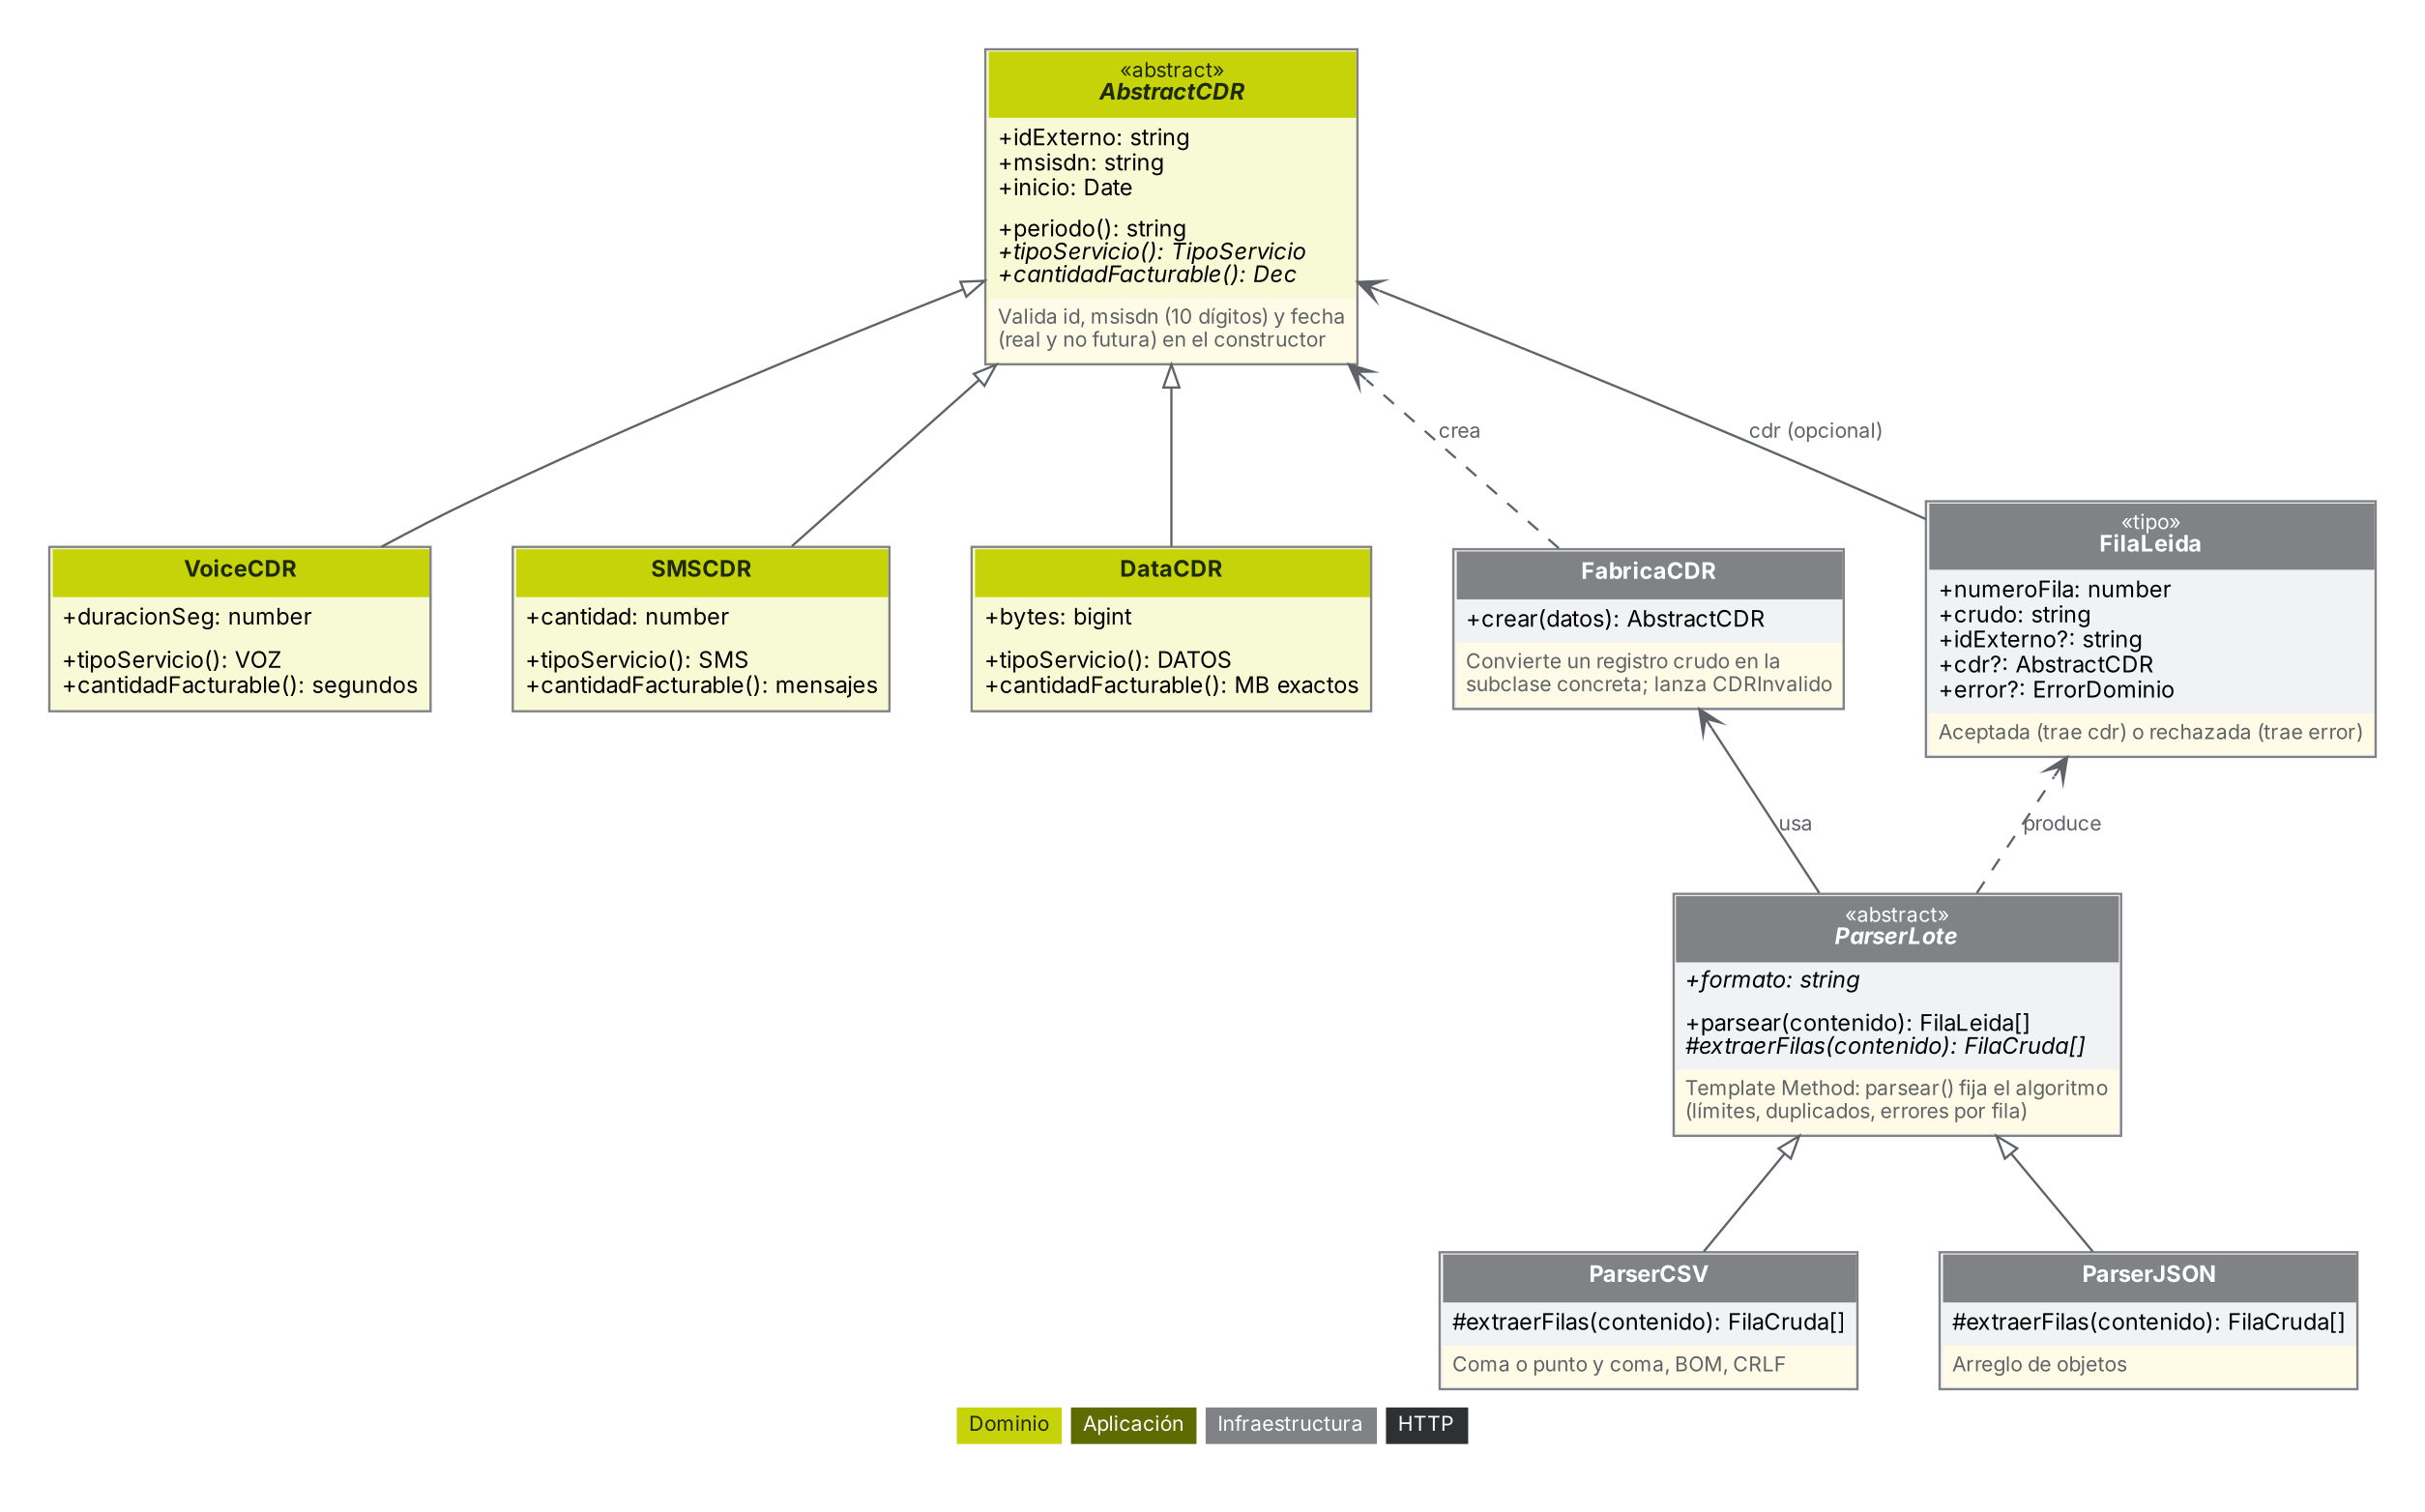 «abstract»
AbstractCDR
+idExterno: string
+msisdn: string
+inicio: Date
+periodo(): string
+tipoServicio(): TipoServicio
+cantidadFacturable(): Dec
Valida id, msisdn (10 dígitos) y fecha
(real y no futura) en el constructor
crea
cdr (opcional)
VoiceCDR
+duracionSeg: number
+tipoServicio(): VOZ
+cantidadFacturable(): segundos
SMSCDR
+cantidad: number
+tipoServicio(): SMS
+cantidadFacturable(): mensajes
DataCDR
+bytes: bigint
+tipoServicio(): DATOS
+cantidadFacturable(): MB exactos
FabricaCDR
+crear(datos): AbstractCDR
Convierte un registro crudo en la
subclase concreta; lanza CDRInvalido
«tipo»
FilaLeida
+numeroFila: number
+crudo: string
+idExterno?: string
+cdr?: AbstractCDR
+error?: ErrorDominio
Aceptada (trae cdr) o rechazada (trae error)
usa
produce
«abstract»
ParserLote
+formato: string
+parsear(contenido): FilaLeida[]
#extraerFilas(contenido): FilaCruda[]
Template Method: parsear() fija el algoritmo
(límites, duplicados, errores por fila)
ParserCSV
#extraerFilas(contenido): FilaCruda[]
Coma o punto y coma, BOM, CRLF
ParserJSON
#extraerFilas(contenido): FilaCruda[]
Arreglo de objetos
Dominio
Aplicación
Infraestructura
HTTP